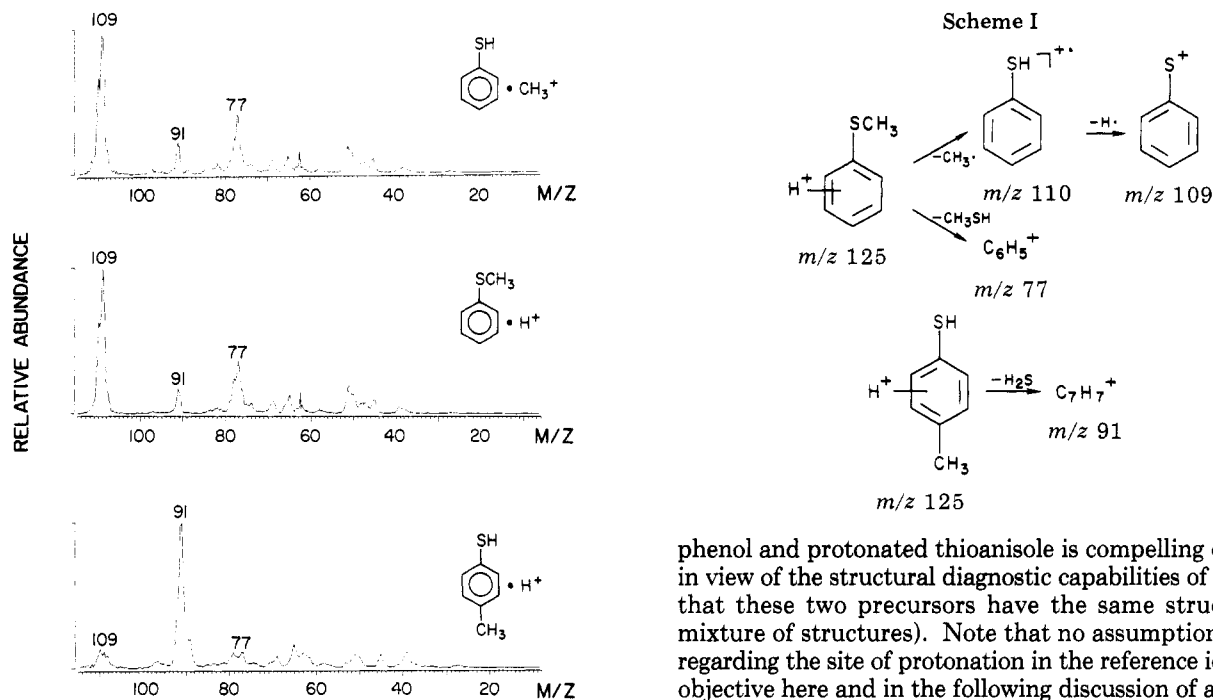 RELATIVE ABUNDANCE
109
91
77
SH
• CH₃⁺
100 80 60 40 20 M/Z
109
91
77
SCH₃
• H⁺
100 80 60 40 20 M/Z
91
109
77
SH
• H⁺
CH₃
100 80 60 40 20 M/Z
Scheme I
SH ⁺·
S⁺
SCH₃
-H·
-CH₃·
H⁺
m/z 110
m/z 109
-CH₃SH
m/z 125
C₆H₅⁺
m/z 77
SH
H⁺
-H₂S
C₇H₇⁺
m/z 91
CH₃
m/z 125
phenol and protonated thioanisole is compelling
in view of the structural diagnostic capabilities of
that these two precursors have the same
mixture of structures). Note that no
regarding the site of protonation in the reference
objective here and in the following discussion of